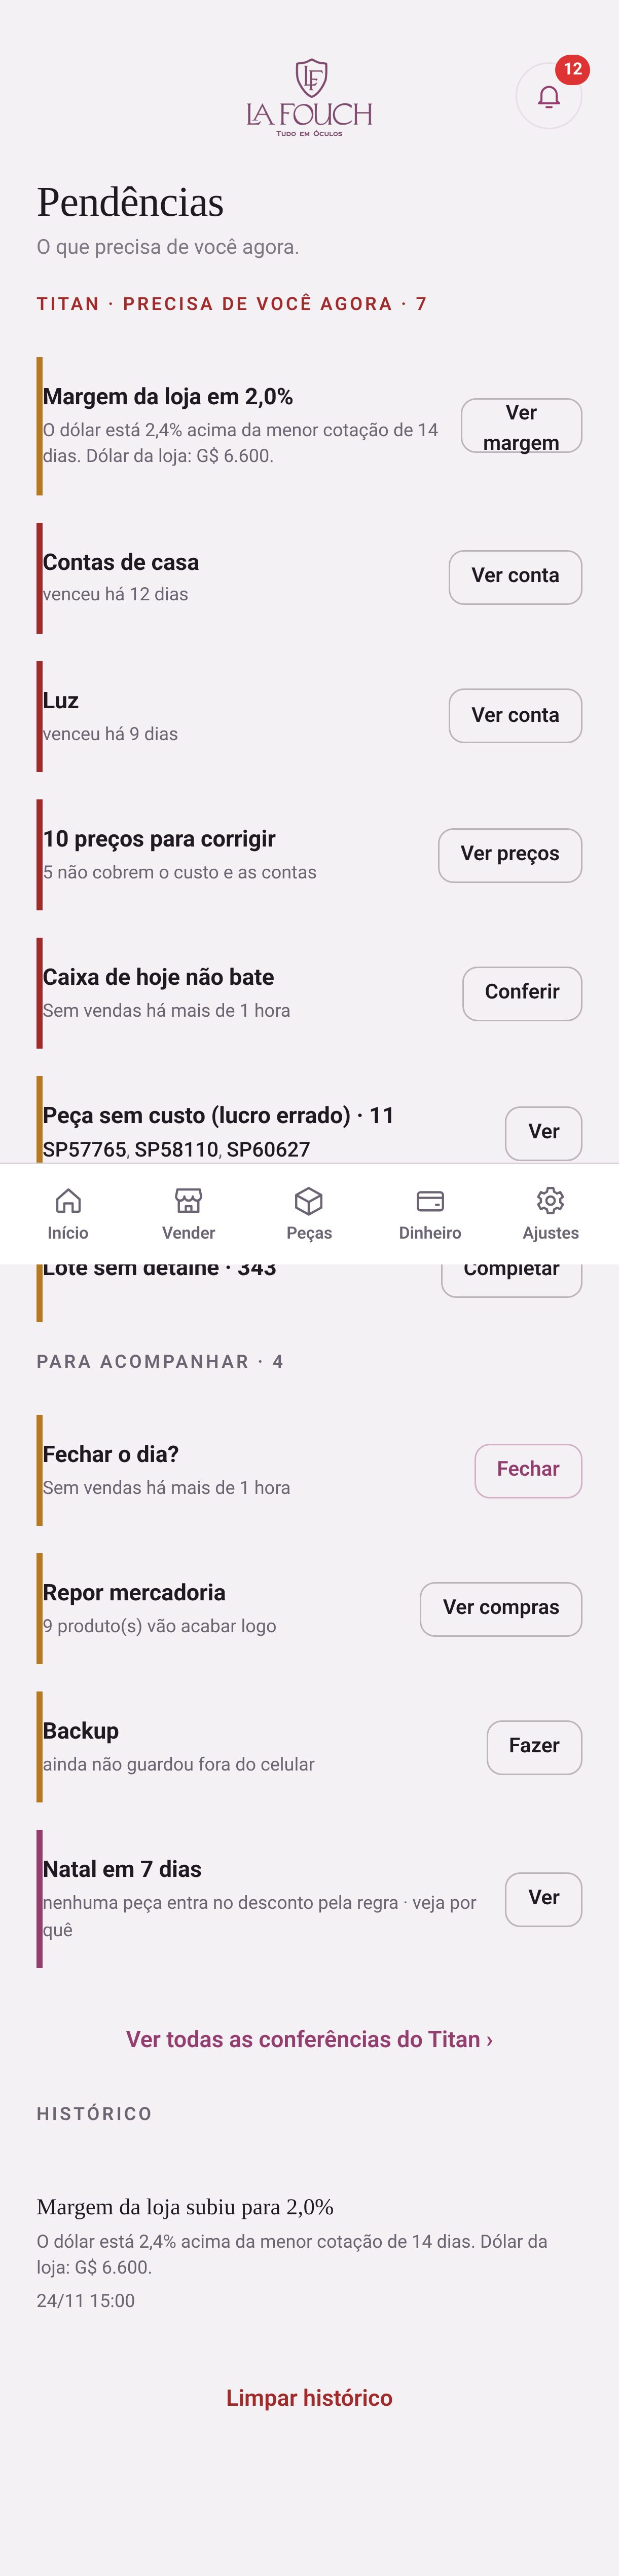 12
LF
LA FOUCH
TUDO EM ÓCULOS
Pendências
O que precisa de você agora.
TITAN · PRECISA DE VOCÊ AGORA · 7
Margem da loja em 2,0%
O dólar está 2,4% acima da menor cotação de 14
dias. Dólar da loja: G$ 6.600.
Ver
margem
Contas de casa
venceu há 12 dias
Ver conta
Luz
venceu há 9 dias
Ver conta
10 preços para corrigir
5 não cobrem o custo e as contas
Ver preços
Caixa de hoje não bate
Sem vendas há mais de 1 hora
Conferir
Peça sem custo (lucro errado) · 11
SP57765, SP58110, SP60627
Ver
Início
Vender
Peças
Dinheiro
Ajustes
Lote sem detalhe · 343
Completar
PARA ACOMPANHAR · 4
Fechar o dia?
Sem vendas há mais de 1 hora
Fechar
Repor mercadoria
9 produto(s) vão acabar logo
Ver compras
Backup
ainda não guardou fora do celular
Fazer
Natal em 7 dias
nenhuma peça entra no desconto pela regra · veja por
quê
Ver
Ver todas as conferências do Titan ›
HISTÓRICO
Margem da loja subiu para 2,0%
O dólar está 2,4% acima da menor cotação de 14 dias. Dólar da
loja: G$ 6.600.
24/11 15:00
Limpar histórico